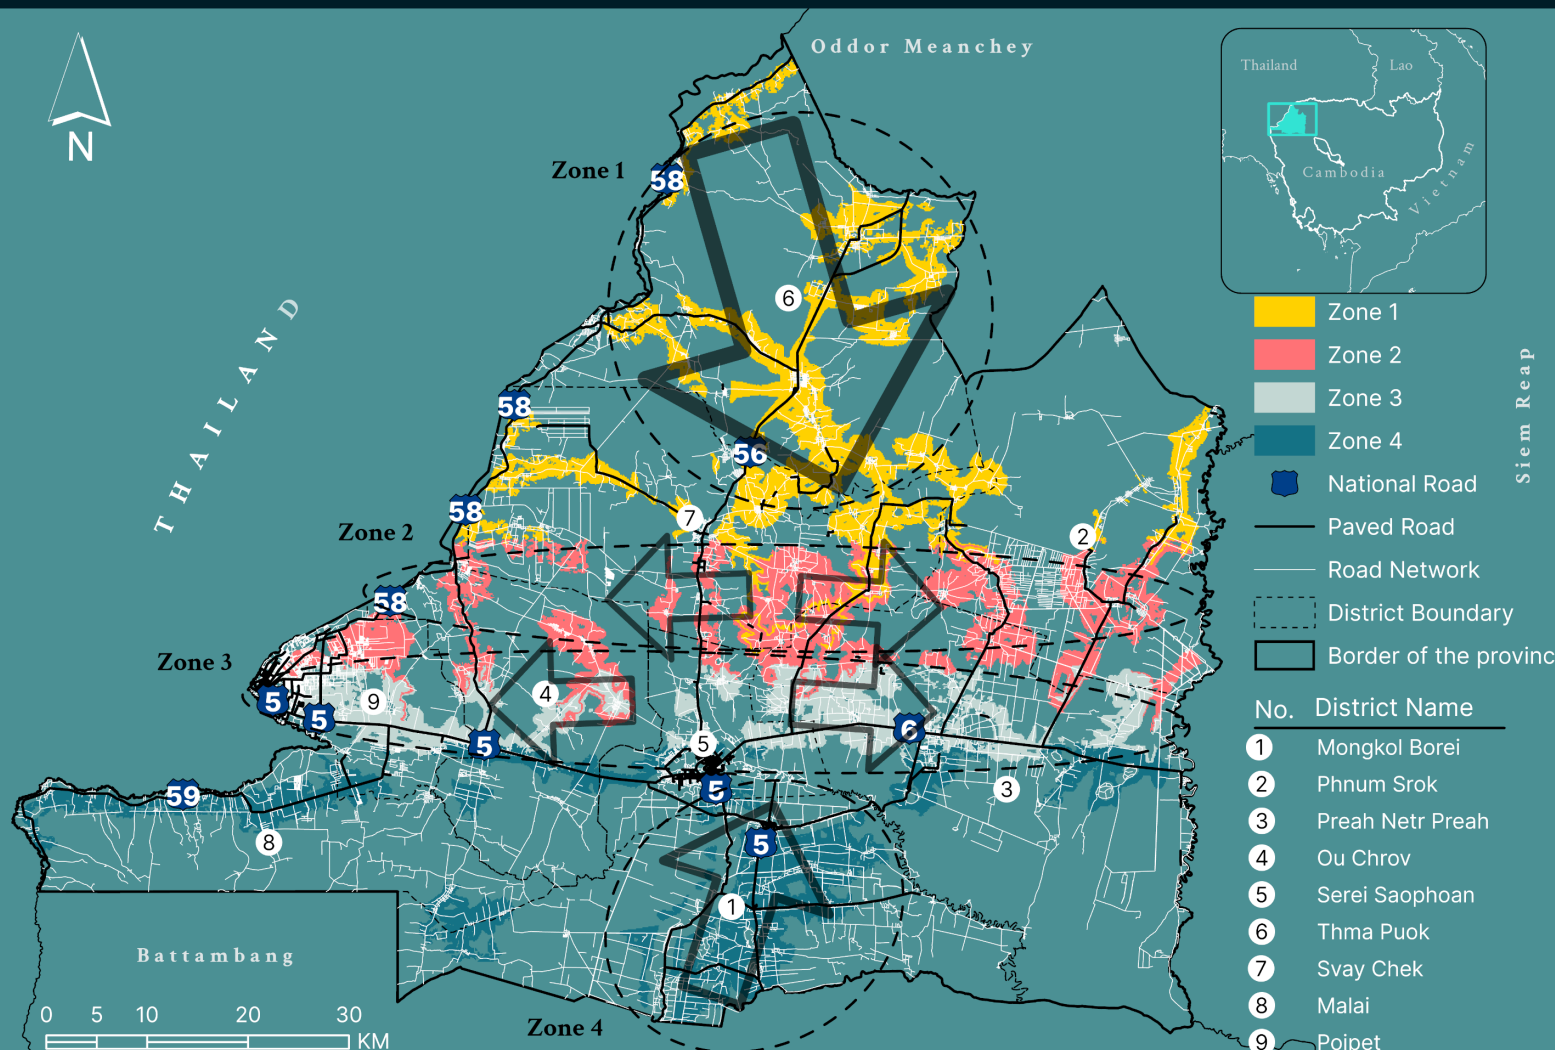 Oddor Meanchey
Thailand
Lao
Cambodia
Vietnam
N
Zone 1
58
THAILAND
6
Siem Reap
58
56
58
7
Zone 2
2
58
Zone 3
5
5
9
4
5
5
6
59
5
3
8
5
1
Battambang
Zone 4
0 5 10 20 30
KM
Zone 1
Zone 2
Zone 3
Zone 4
National Road
Paved Road
Road Network
District Boundary
Border of the provinc
No. District Name
1 Mongkol Borei
2 Phnum Srok
3 Preah Netr Preah
4 Ou Chrov
5 Serei Saophoan
6 Thma Puok
7 Svay Chek
8 Malai
9 Poipet